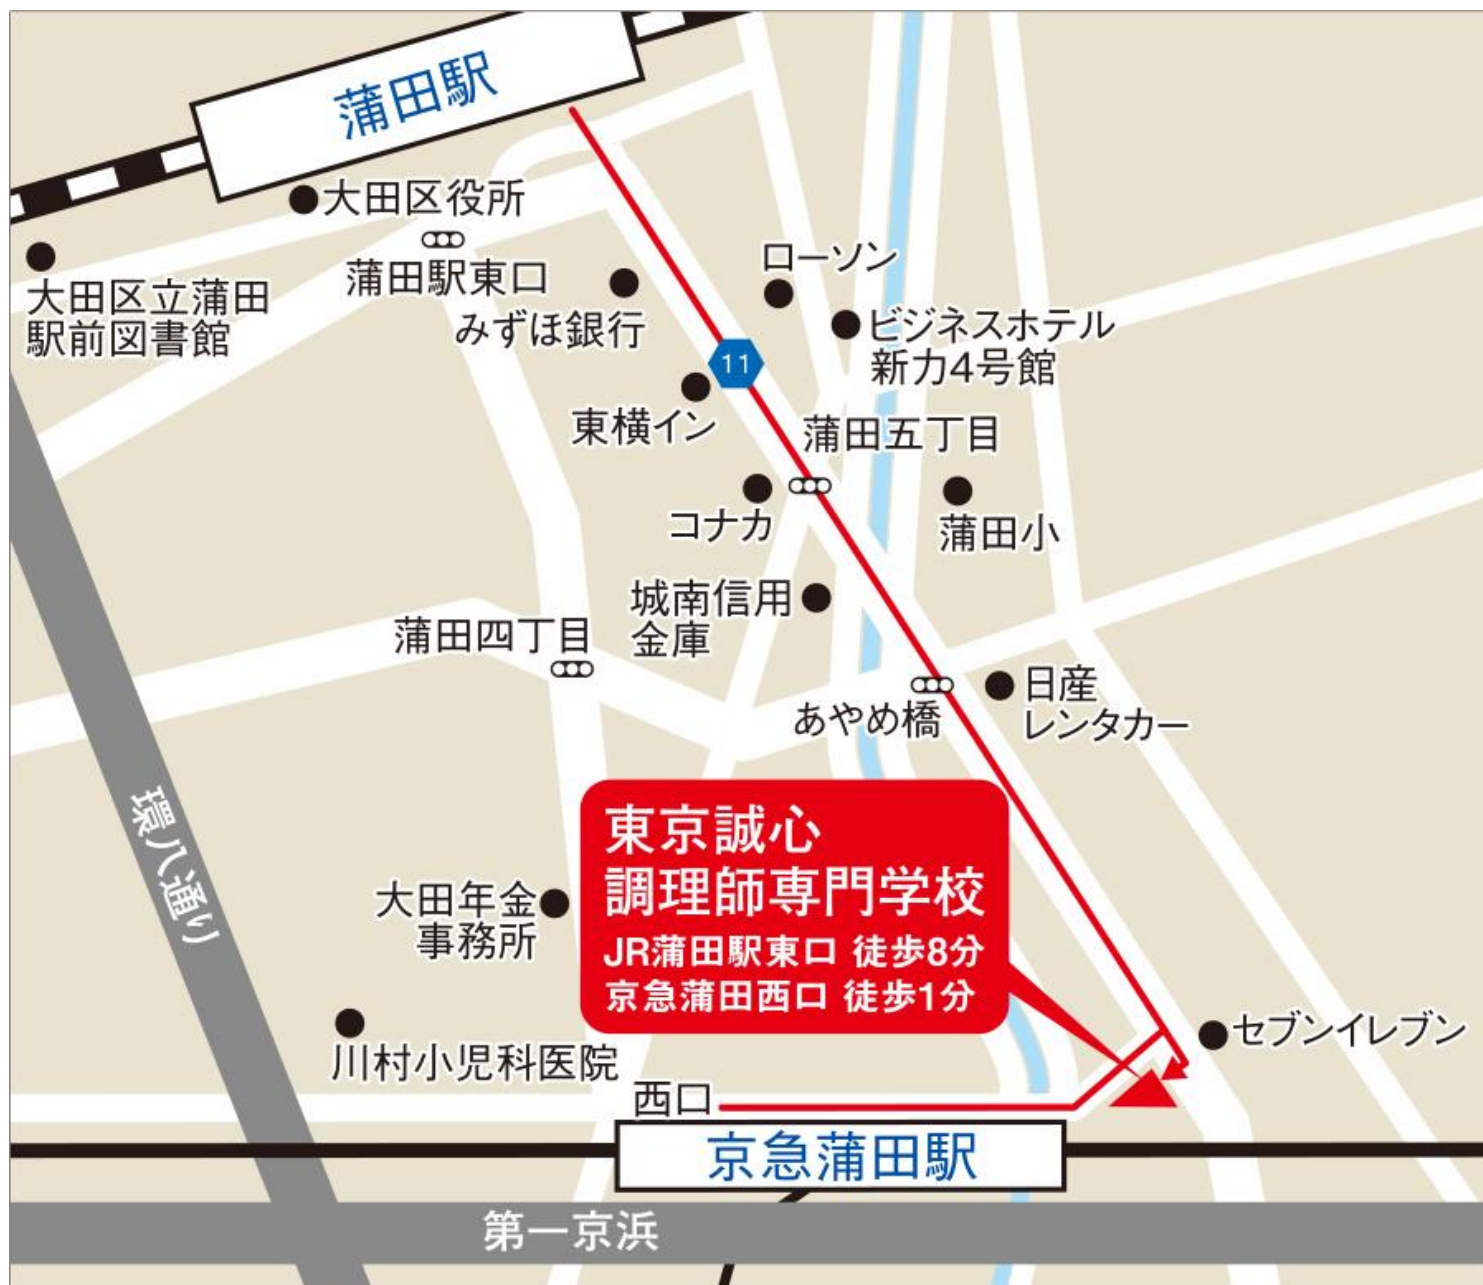 蒲田駅
大田区役所
蒲田駅東口
大田区立蒲田
駅前図書館
みずほ銀行
ローソン
ビジネスホテル
新力4号館
11
東横イン
蒲田五丁目
コナカ
蒲田小
城南信用
金庫
蒲田四丁目
日産
レンタカー
あやめ橋
環八通り
東京誠心
調理師専門学校
JR蒲田駅東口 徒歩8分
京急蒲田西口 徒歩1分
大田年金
事務所
川村小児科医院
セブンイレブン
西口
京急蒲田駅
第一京浜